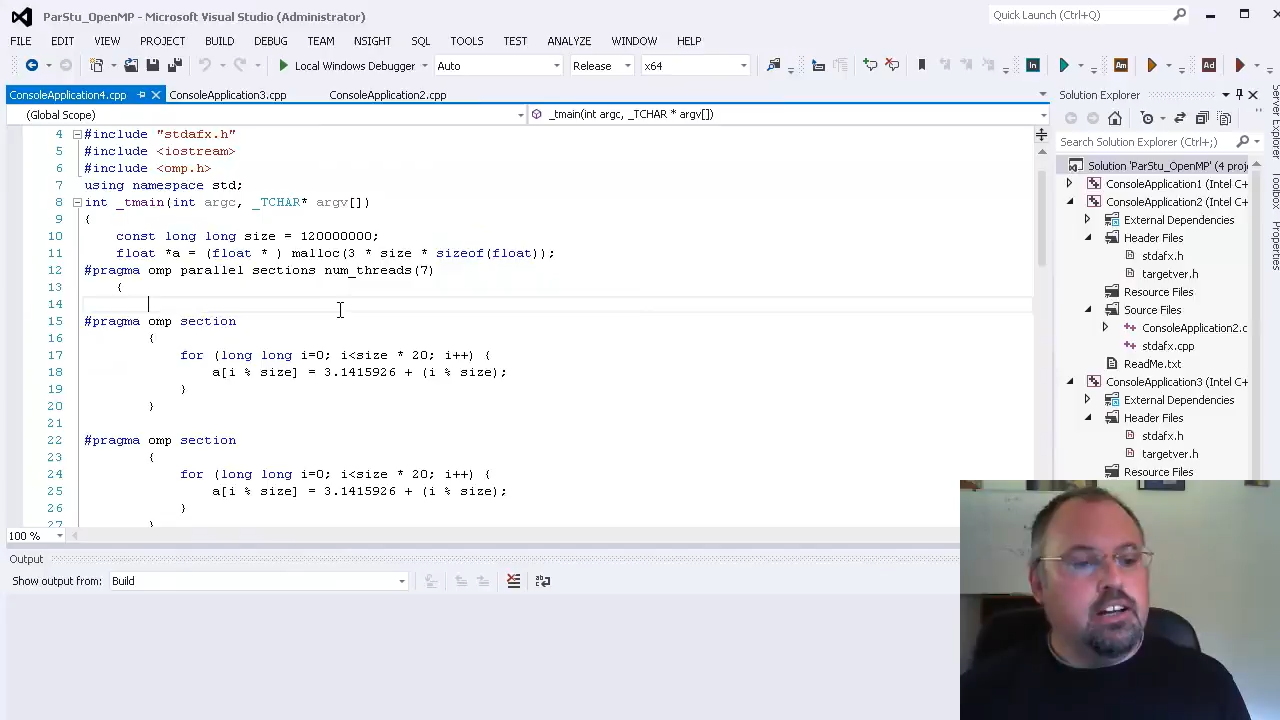 ParStu_OpenMP - Microsoft Visual Studio (Administrator)
Quick Launch (Ctrl+Q)
FILE EDIT VIEW PROJECT BUILD DEBUG TEAM NSIGHT SQL TOOLS TEST ANALYZE WINDOW HELP
Local Windows Debugger Auto Release x64
ConsoleApplication4.cpp ConsoleApplication3.cpp ConsoleApplication2.cpp
(Global Scope) _tmain(int argc, _TCHAR * argv[])
4 #include "stdafx.h"
5 #include <iostream>
6 #include <omp.h>
7 using namespace std;
8 int _tmain(int argc, _TCHAR* argv[])
9 {
10 const long long size = 120000000;
11 float *a = (float * ) malloc(3 * size * sizeof(float));
12 #pragma omp parallel sections num_threads(7)
13 {
14
15 #pragma omp section
16 {
17 for (long long i=0; i<size * 20; i++) {
18 a[i % size] = 3.1415926 + (i % size);
19 }
20 }
21
22 #pragma omp section
23 {
24 for (long long i=0; i<size * 20; i++) {
25 a[i % size] = 3.1415926 + (i % size);
26 }
27 }
100 %
Output
Show output from: Build
Solution Explorer
Search Solution Explorer (Ctrl+;)
Solution 'ParStu_OpenMP' (4 proj
ConsoleApplication1 (Intel C+
ConsoleApplication2 (Intel C+
External Dependencies
Header Files
stdafx.h
targetver.h
Resource Files
Source Files
ConsoleApplication2.c
stdafx.cpp
ReadMe.txt
ConsoleApplication3 (Intel C+
External Dependencies
Header Files
stdafx.h
targetver.h
Resource Files
Server Explorer
Toolbox
Properties